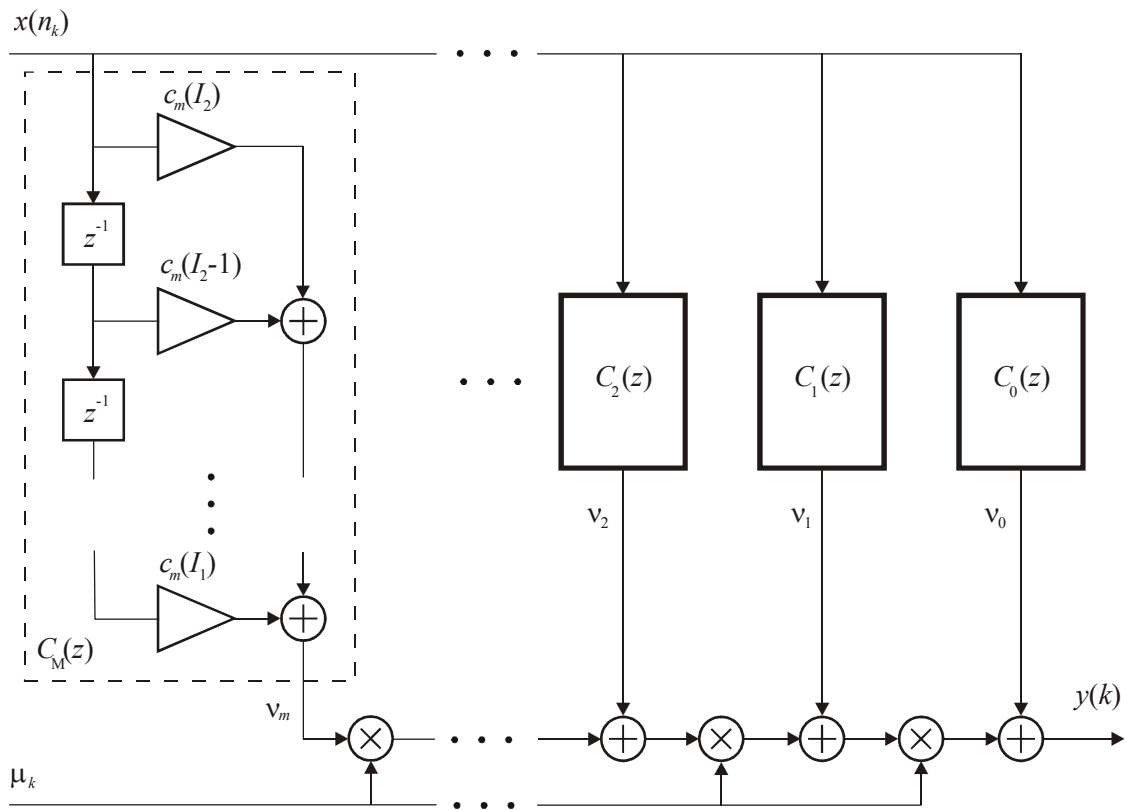 x(n_k)
c_m(I_2)
z^{-1}
c_m(I_2-1)
z^{-1}
C_2(z)
C_1(z)
C_0(z)
ν_2
ν_1
ν_0
c_m(I_1)
C_M(z)
ν_m
y(k)
μ_k